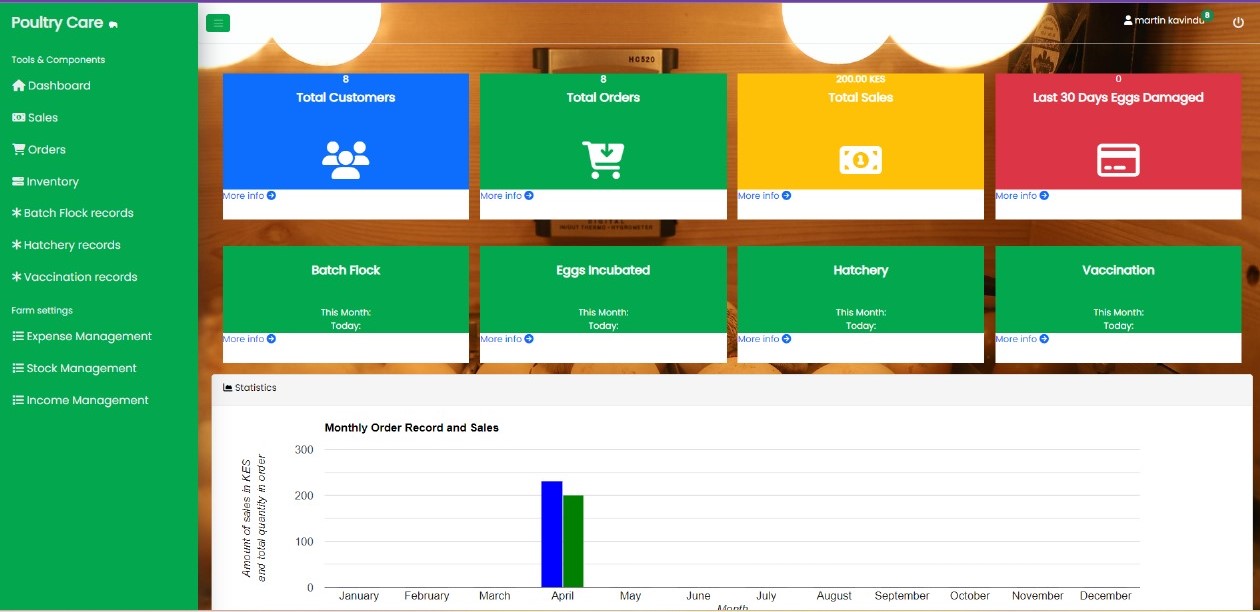 Poultry Care
martin kavindu
8
Tools & Components
Dashboard
Sales
Orders
Inventory
Batch Flock records
Hatchery records
Vaccination records
Farm settings
Expense Management
Stock Management
Income Management
HG520
8
Total Customers
More info
8
Total Orders
More info
200.00 KES
Total Sales
1
More info
0
Last 30 Days Eggs Damaged
More info
DIGITAL
Batch Flock
This Month:
Today:
More info
Eggs Incubated
This Month:
Today:
More info
Hatchery
This Month:
Today:
More info
Vaccination
This Month:
Today:
More info
Statistics
Monthly Order Record and Sales
Amount of sales in KES
and total quantity in order
300
200
100
0
January February March April May June July August September October November December
Month